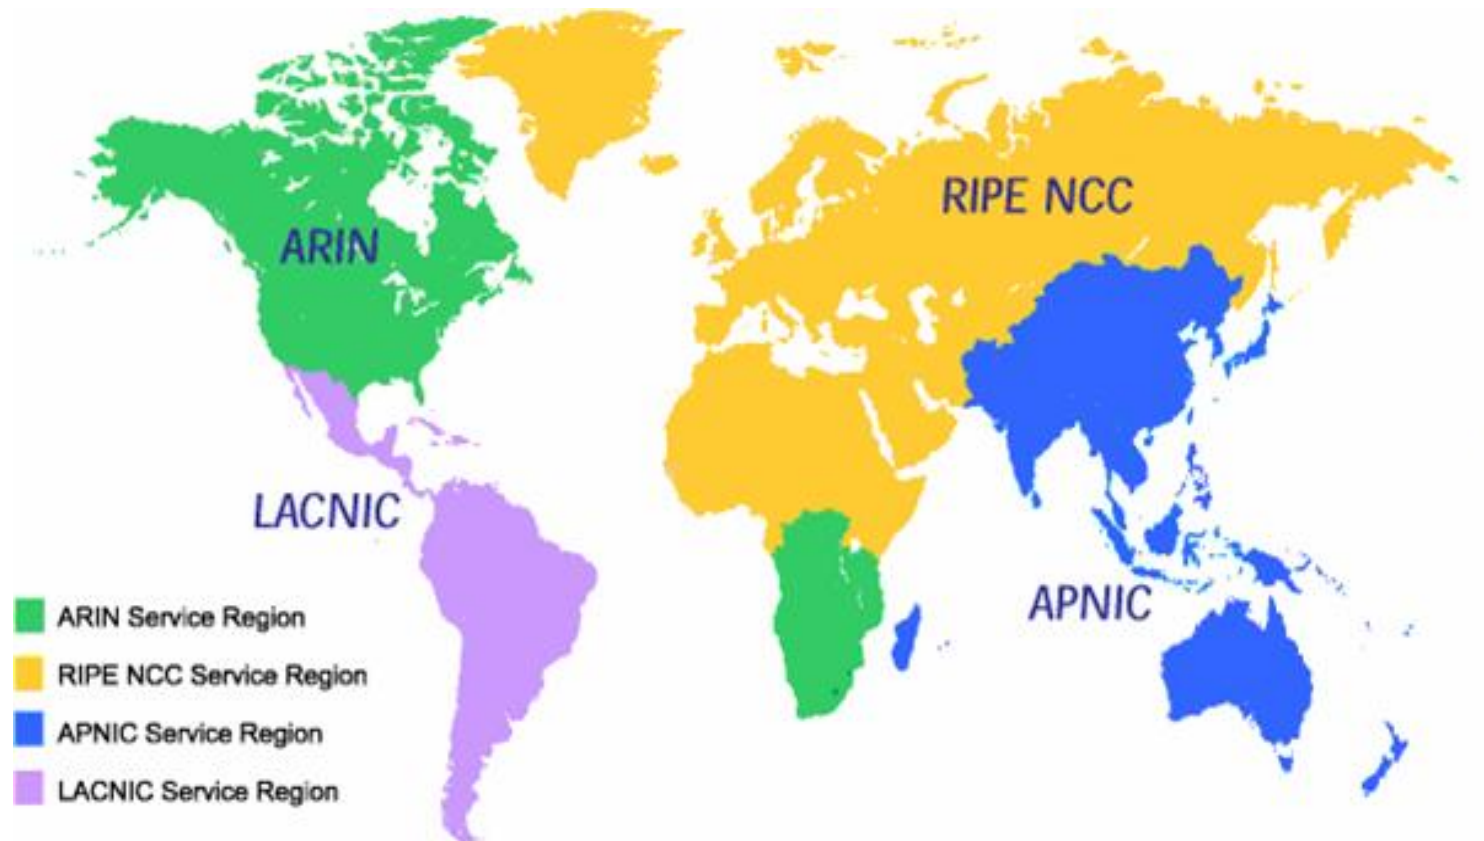 ARIN
RIPE NCC
LACNIC
APNIC
ARIN Service Region
RIPE NCC Service Region
APNIC Service Region
LACNIC Service Region